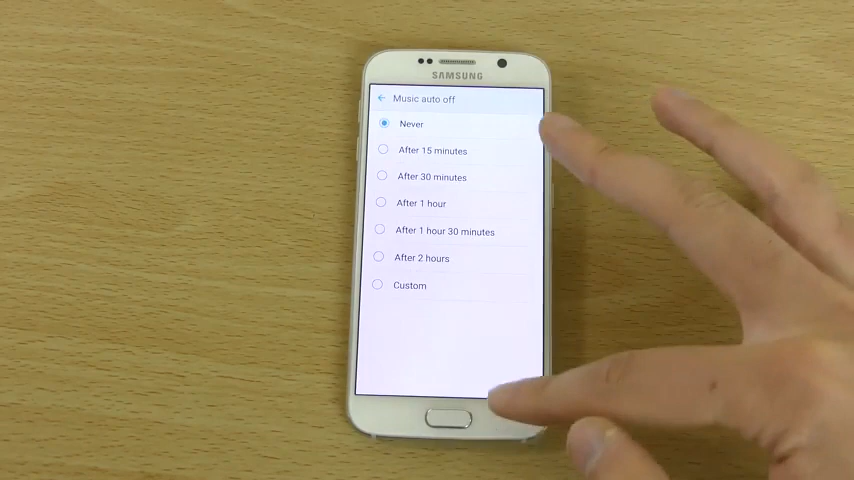 SAMSUNG
Music auto off
Never
After 15 minutes
After 30 minutes
After 1 hour
After 1 hour 30 minutes
After 2 hours
Custom